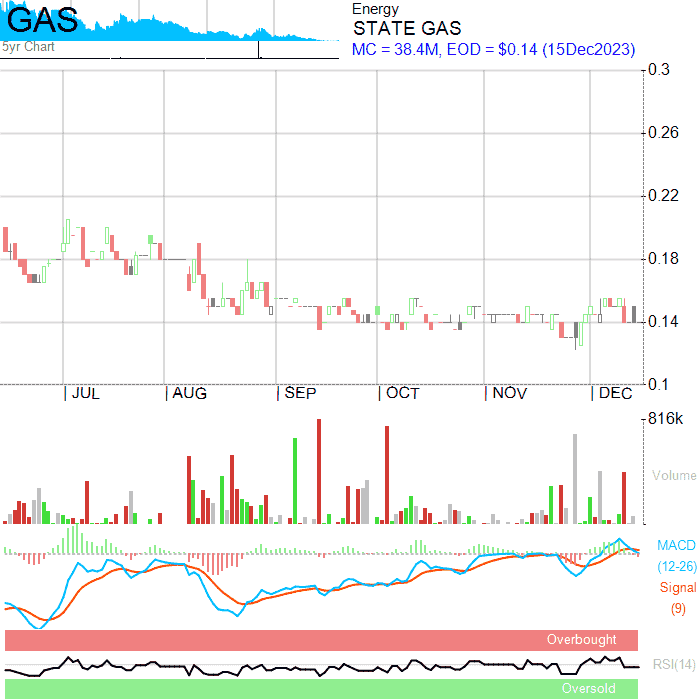 GAS
5yr Chart
Energy
STATE GAS
MC = 38.4M, EOD = $0.14 (15Dec2023)
0.3
0.26
0.22
0.18
0.14
0.1
JUL AUG SEP OCT NOV DEC
816k
Volume
MACD
(12-26)
Signal
(9)
Overbought
RSI(14)
Oversold